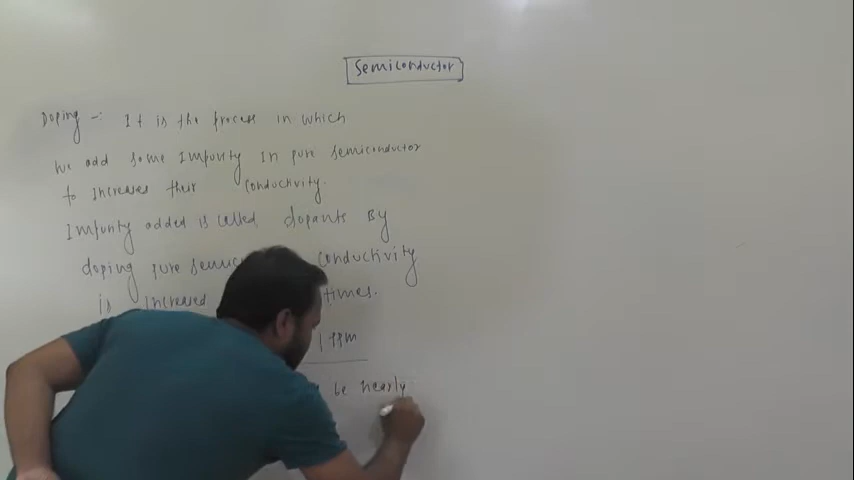 Semiconductor
Doping -: It is the process in which
we add some Impurity in pure semiconductor
to increases their conductivity.
Impurity added is called dopants By
doping pure semic conductivity
is increased times.
1 PPM
be nearly